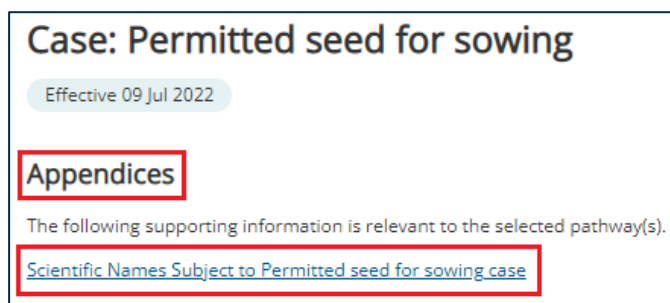 Case: Permitted seed for sowing
Effective 09 Jul 2022
Appendices
The following supporting information is relevant to the selected pathway(s).
Scientific Names Subject to Permitted seed for sowing case